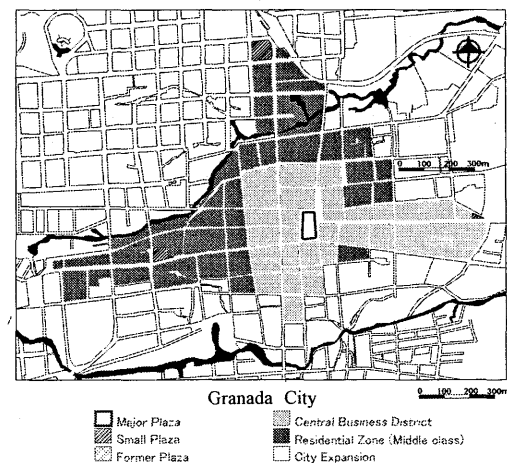 0 100 200 300m
Granada City
0 100 200 300m
Major Plaza
Small Plaza
Former Plaza
Central Business District
Residential Zone (Middle class)
City Expansion